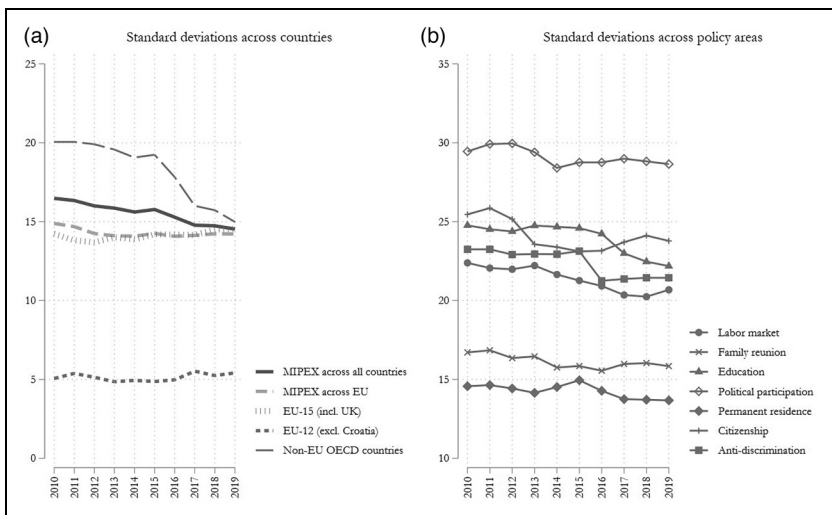 (a) Standard deviations across countries
25
20
15
10
5
0
2010
2011
2012
2013
2014
2015
2016
2017
2018
2019
MIPEX across all countries
MIPEX across EU
EU-15 (incl. UK)
EU-12 (excl. Croatia)
Non-EU OECD countries
(b) Standard deviations across policy areas
35
30
25
20
15
10
2010
2011
2012
2013
2014
2015
2016
2017
2018
2019
Labor market
Family reunion
Education
Political participation
Permanent residence
Citizenship
Anti-discrimination